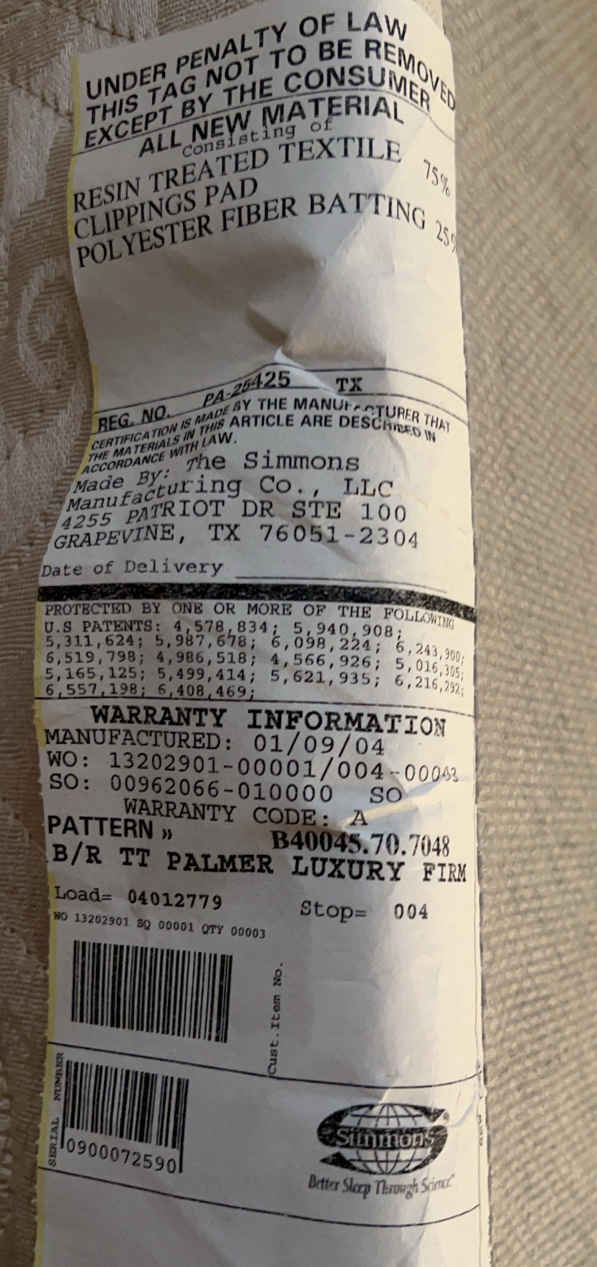 UNDER PENALTY OF LAW
THIS TAG NOT TO BE REMOVED
EXCEPT BY THE CONSUMER
ALL NEW MATERIAL
Consisting of
RESIN TREATED TEXTILE 75%
CLIPPINGS PAD
POLYESTER FIBER BATTING 25%
REG. NO. PA-25425 TX
CERTIFICATION IS MADE BY THE MANUFACTURER THAT
THE MATERIALS IN THIS ARTICLE ARE DESCRIBED IN
ACCORDANCE WITH LAW.
Made By: The Simmons
Manufacturing Co., LLC
4255 PATRIOT DR STE 100
GRAPEVINE, TX 76051-2304
Date of Delivery
PROTECTED BY ONE OR MORE OF THE FOLLOWING
U.S PATENTS: 4,578,834; 5,940,908;
5,311,624; 5,987,678; 6,098,224; 6,243,900;
6,519,798; 4,986,518; 4,566,926; 5,016,305;
5,165,125; 5,499,414; 5,621,935; 6,216,292;
6,557,198; 6,408,469;
WARRANTY INFORMATION
MANUFACTURED: 01/09/04
WO: 13202901-00001/004-00003
SO: 00962066-010000 SO
WARRANTY CODE: A
PATTERN » B40045.70.7048
B/R TT PALMER LUXURY FIRM
Load= 04012779 Stop= 004
WO 13202901 SQ 00001 QTY 00003
Cust.Item No.
SERIAL NUMBER
0900072590
Simmons®
Better Sleep Through Science